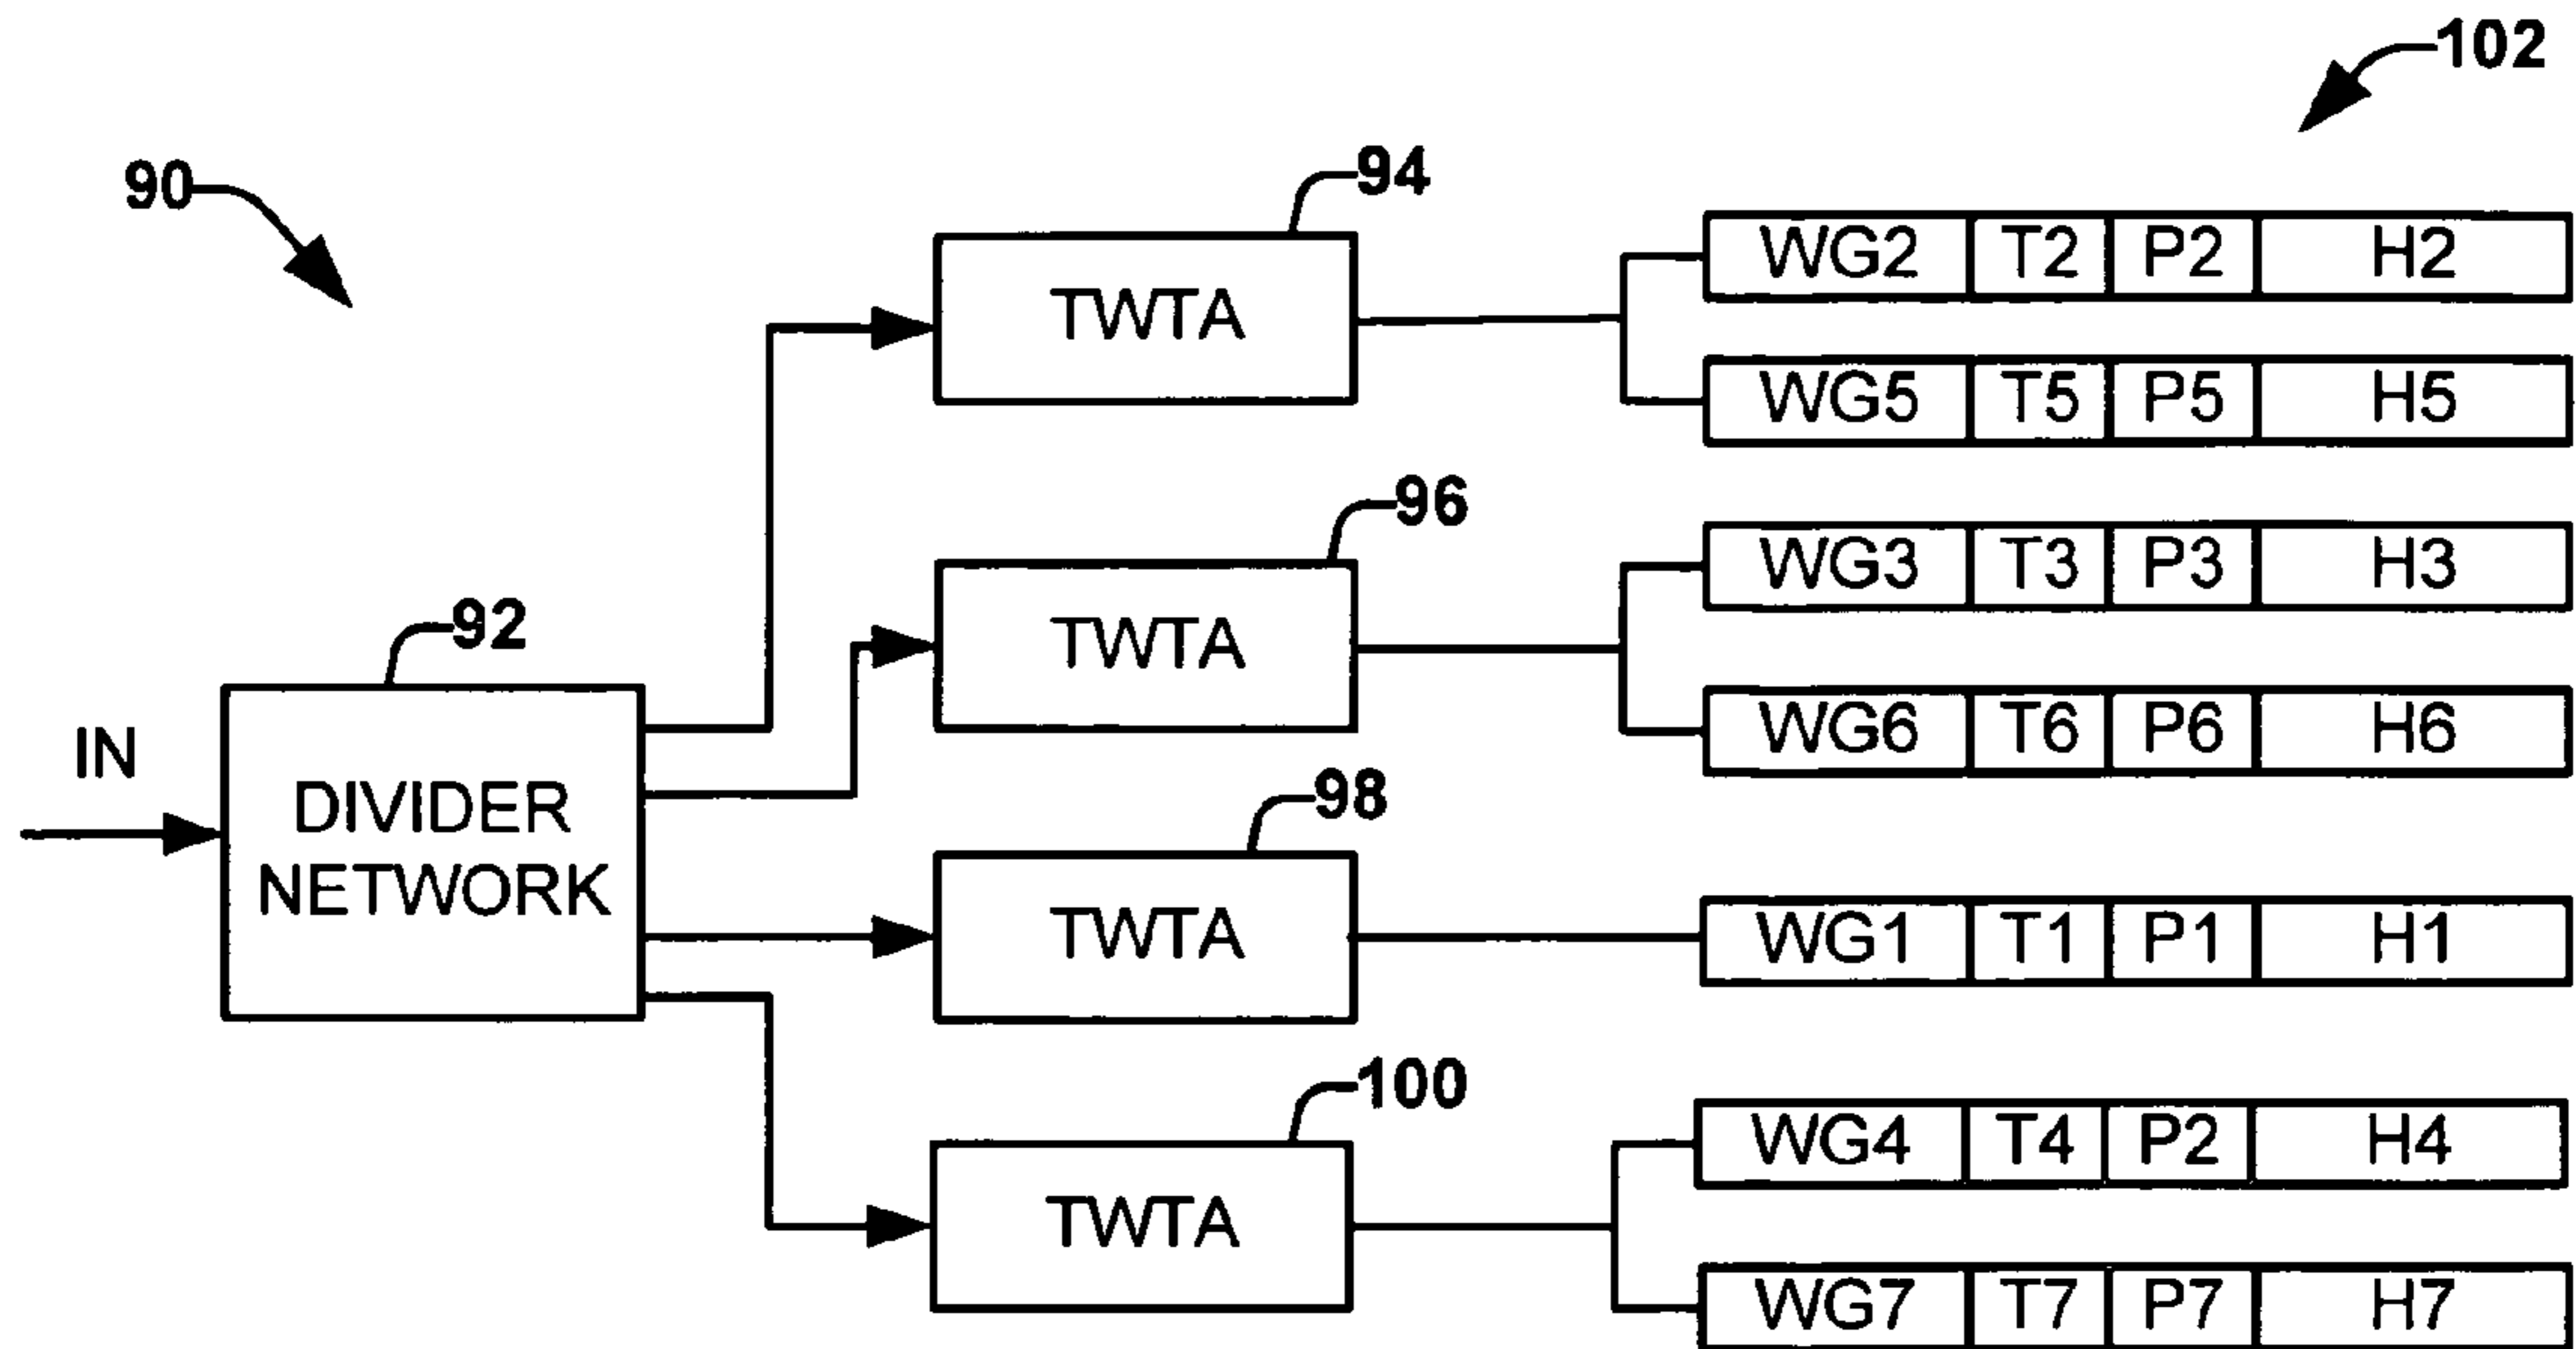 102
90
94
TWTA
WG2 T2 P2 H2
WG5 T5 P5 H5
96
TWTA
WG3 T3 P3 H3
WG6 T6 P6 H6
92
IN
DIVIDER
NETWORK
98
TWTA
WG1 T1 P1 H1
100
TWTA
WG4 T4 P2 H4
WG7 T7 P7 H7